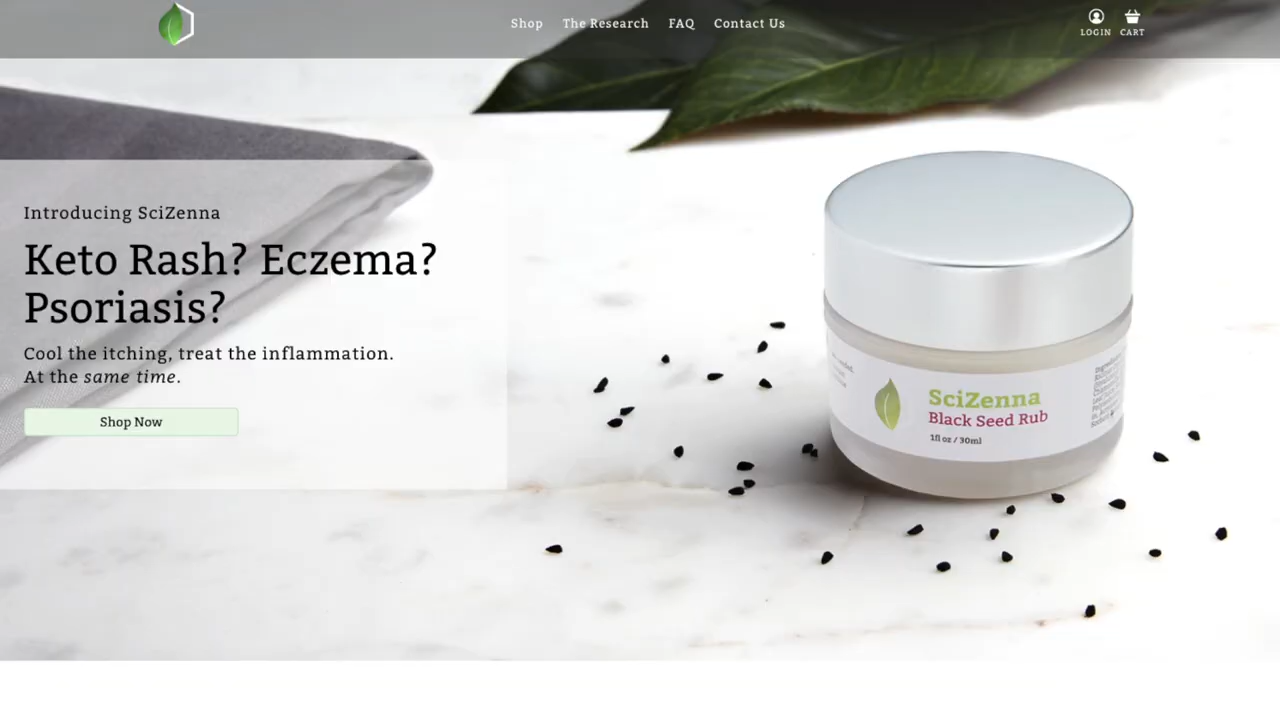 Shop The Research FAQ Contact Us
LOGIN CART
Introducing SciZenna
Keto Rash? Eczema?
Psoriasis?
Cool the itching, treat the inflammation.
At the same time.
Shop Now
SciZenna
Black Seed Rub
1fl oz / 30ml